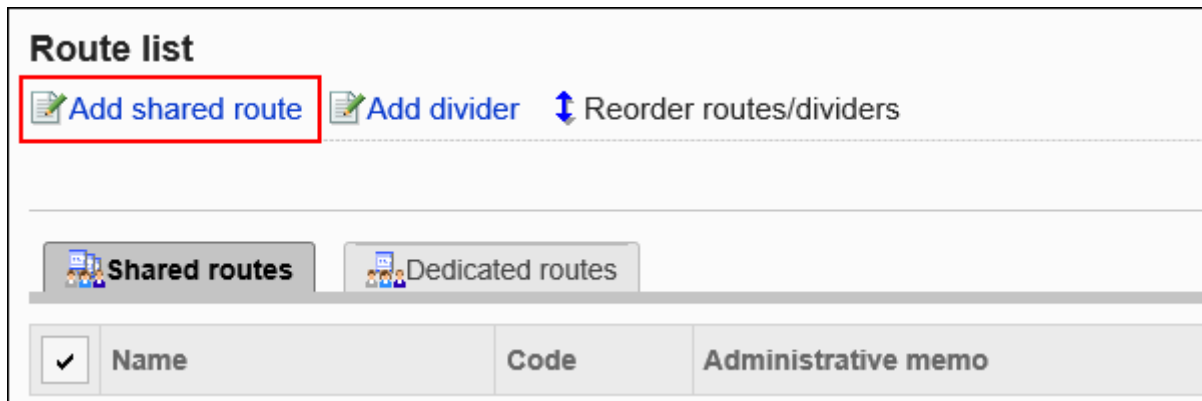 Route list
Add shared route Add divider Reorder routes/dividers
Shared routes Dedicated routes
Name Code Administrative memo